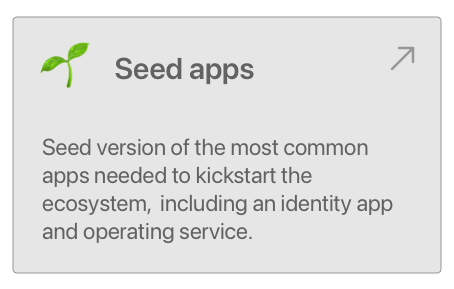 Seed apps
Seed version of the most common
apps needed to kickstart the
ecosystem, including an identity app
and operating service.